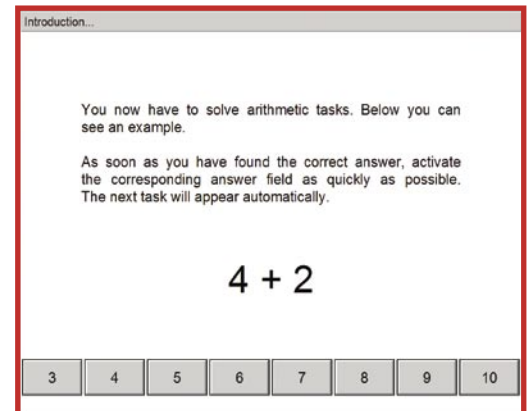 Introduction...
You now have to solve arithmetic tasks. Below you can
see an example.
As soon as you have found the correct answer, activate
the corresponding answer field as quickly as possible.
The next task will appear automatically.
4 + 2
3 4 5 6 7 8 9 10